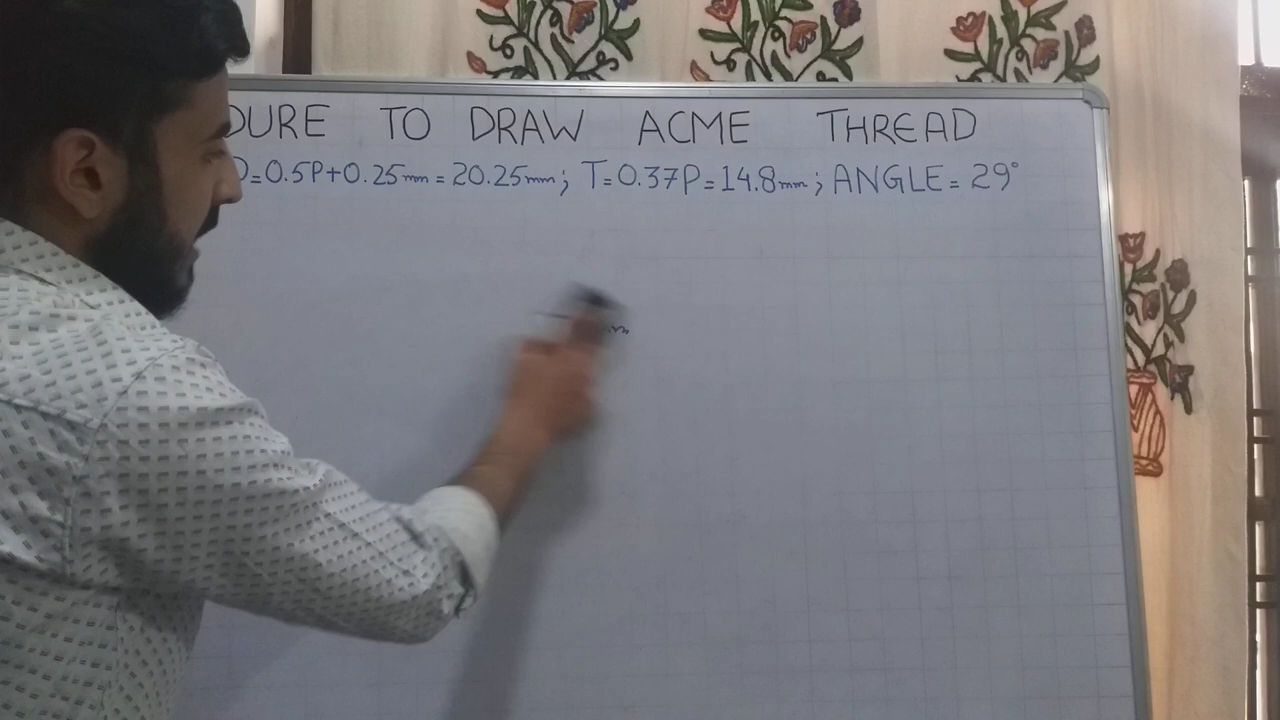 DURE TO DRAW ACME THREAD
D=0.5P+0.25mm=20.25mm; T=0.37P=14.8mm; ANGLE=29°